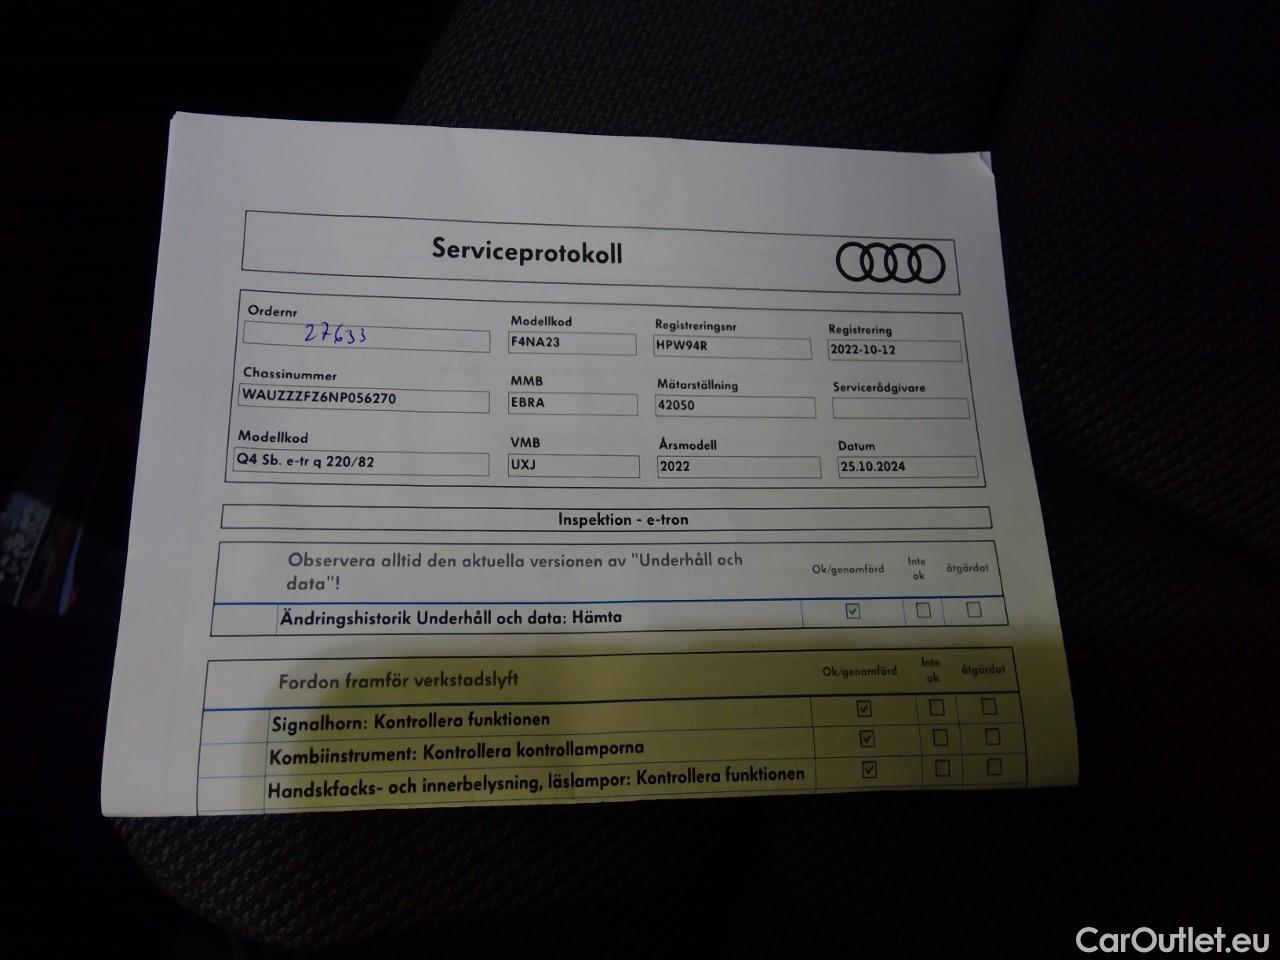 Serviceprotokoll
Ordernr
27633
Modellkod
F4NA23
Registreringsnr
HPW94R
Registrering
2022-10-12
Chassinummer
WAUZZZFZ6NP056270
MMB
EBRA
Mätarställning
42050
Servicerådgivare
Modellkod
Q4 Sb. e-tr q 220/82
VMB
UXJ
Årsmodell
2022
Datum
25.10.2024
Inspektion - e-tron
Observera alltid den aktuella versionen av "Underhåll och
data"!
Ok/genomförd
Inte
ok
åtgärdat
Ändringshistorik Underhåll och data: Hämta
Fordon framför verkstadslyft
Ok/genomförd
Inte
ok
åtgärdat
Signalhorn: Kontrollera funktionen
Kombiinstrument: Kontrollera kontrollamporna
Handskfacks- och innerbelysning, läslampor: Kontrollera funktionen
CarOutlet.eu